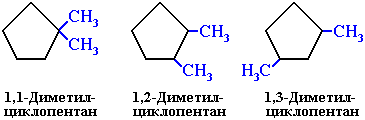 CH3
CH3
CH3
CH3
CH3
H3C
1,1-Диметил-
циклопентан
1,2-Диметил-
циклопентан
1,3-Диметил-
циклопентан